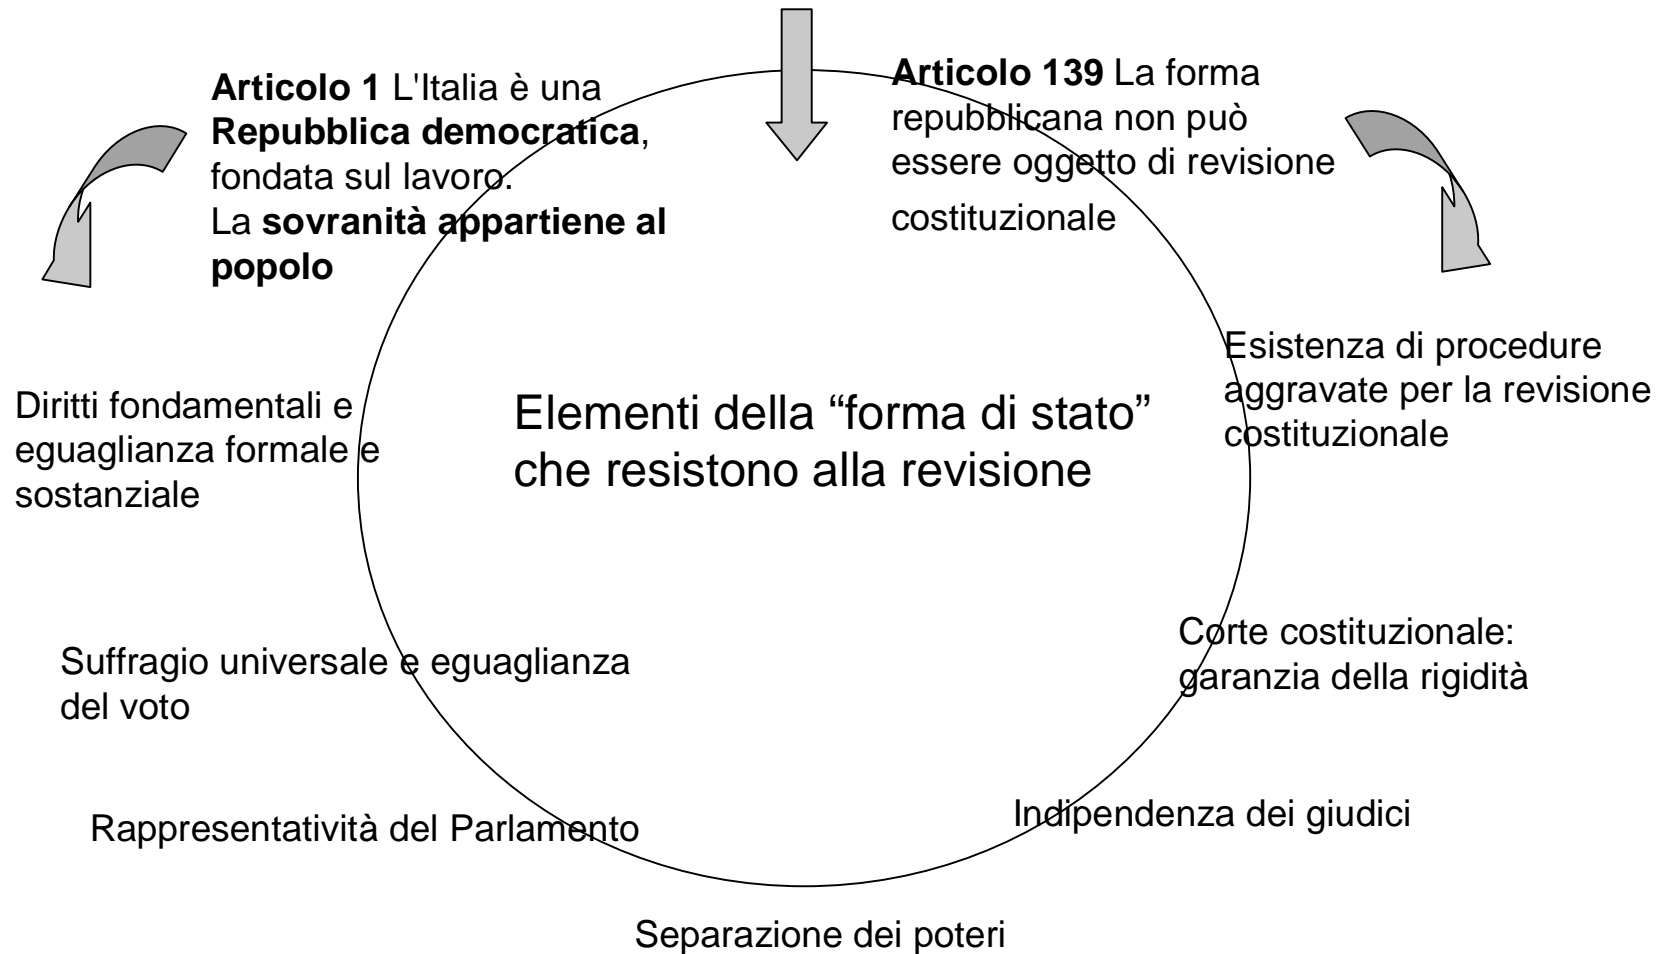 Articolo 1 L'Italia è una
Repubblica democratica,
fondata sul lavoro.
La sovranità appartiene al
popolo
Articolo 139 La forma
repubblicana non può
essere oggetto di revisione
costituzionale
Elementi della “forma di stato”
che resistono alla revisione
Diritti fondamentali e
eguaglianza formale e
sostanziale
Esistenza di procedure
aggravate per la revisione
costituzionale
Suffragio universale e eguaglianza
del voto
Corte costituzionale:
garanzia della rigidità
Rappresentatività del Parlamento
Indipendenza dei giudici
Separazione dei poteri